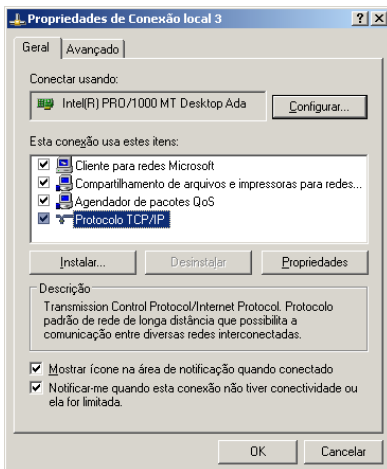 Propriedades de Conexão local 3
Geral
Avançado
Conectar usando:
Intel(R) PRO/1000 MT Desktop Ada
Configurar...
Esta conexão usa estes itens:
Cliente para redes Microsoft
Compartilhamento de arquivos e impressoras para redes...
Agendador de pacotes QoS
Protocolo TCP/IP
Instalar...
Desinstalar
Propriedades
Descrição
Transmission Control Protocol/Internet Protocol. Protocolo
padrão de rede de longa distância que possibilita a
comunicação entre diversas redes interconectadas.
Mostrar ícone na área de notificação quando conectado
Notificar-me quando esta conexão não tiver conectividade ou
ela for limitada.
OK
Cancelar